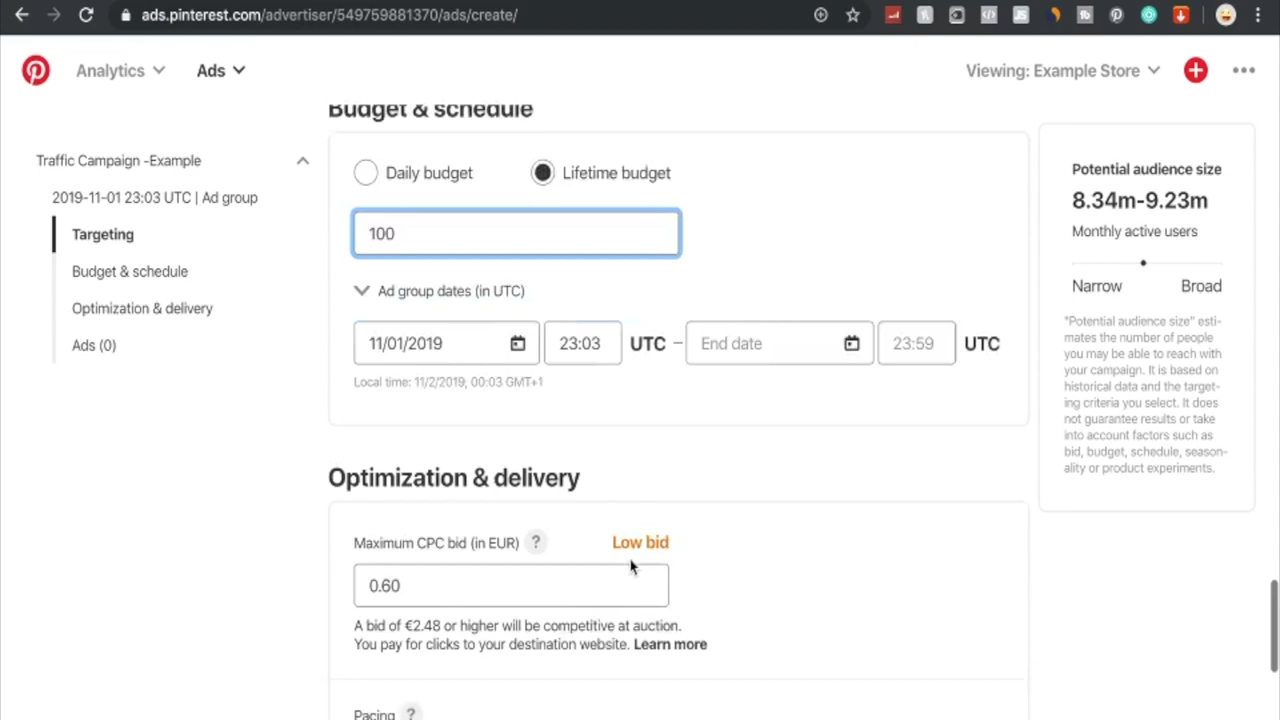 ads.pinterest.com/advertiser/549759881370/ads/create/
Analytics
Ads
Viewing: Example Store
Budget & schedule
Traffic Campaign -Example
2019-11-01 23:03 UTC | Ad group
Targeting
Budget & schedule
Optimization & delivery
Ads (0)
Daily budget
Lifetime budget
100
Ad group dates (in UTC)
11/01/2019
23:03
UTC –
End date
23:59
UTC
Local time: 11/2/2019, 00:03 GMT+1
Optimization & delivery
Maximum CPC bid (in EUR) ?
Low bid
0.60
A bid of €2.48 or higher will be competitive at auction.
You pay for clicks to your destination website. Learn more
Pacing ?
Potential audience size
8.34m-9.23m
Monthly active users
Narrow
Broad
"Potential audience size" esti-
mates the number of people
you may be able to reach with
your campaign. It is based on
historical data and the target-
ing criteria you select. It does
not guarantee results or take
into account factors such as
bid, budget, schedule, season-
ality or product experiments.